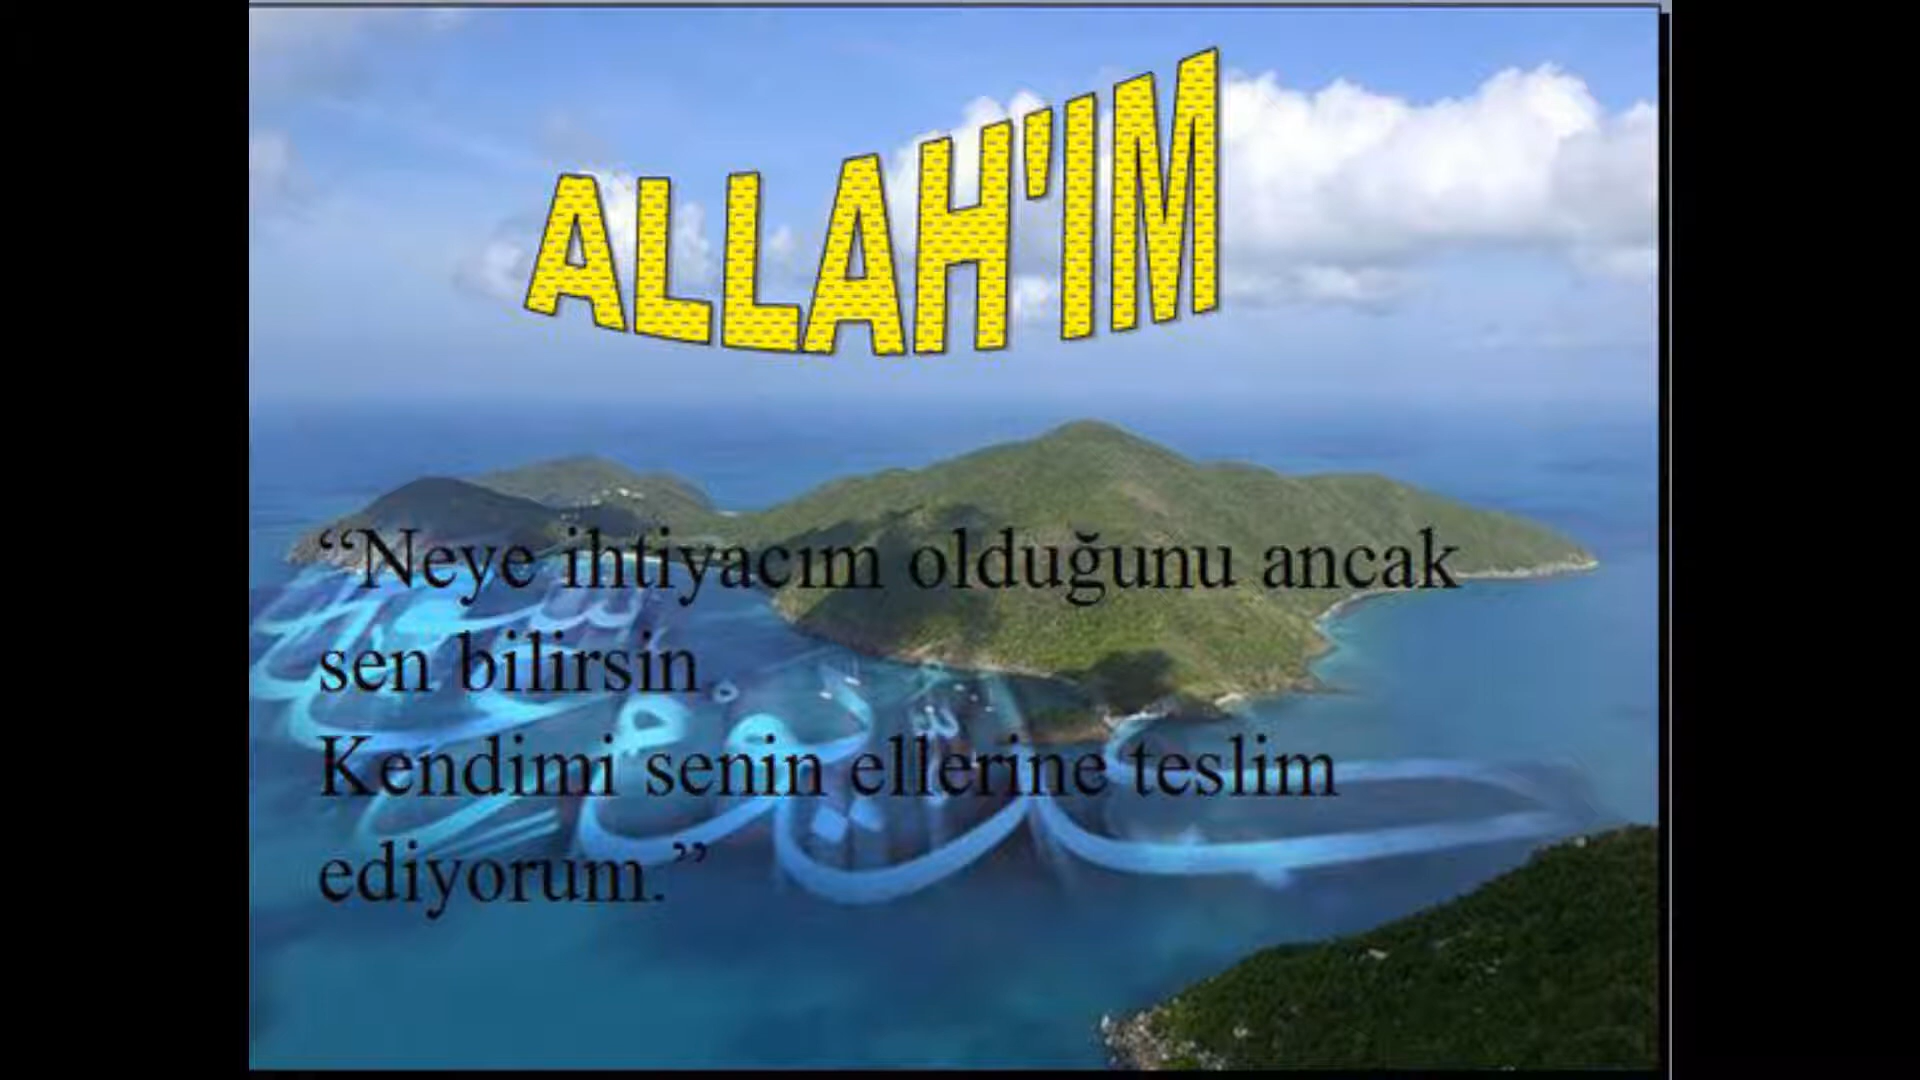 ALLAH'IM
“Neye ihtiyacım olduğunu ancak
sen bilirsin
Kendimi senin ellerine teslim
ediyorum.”